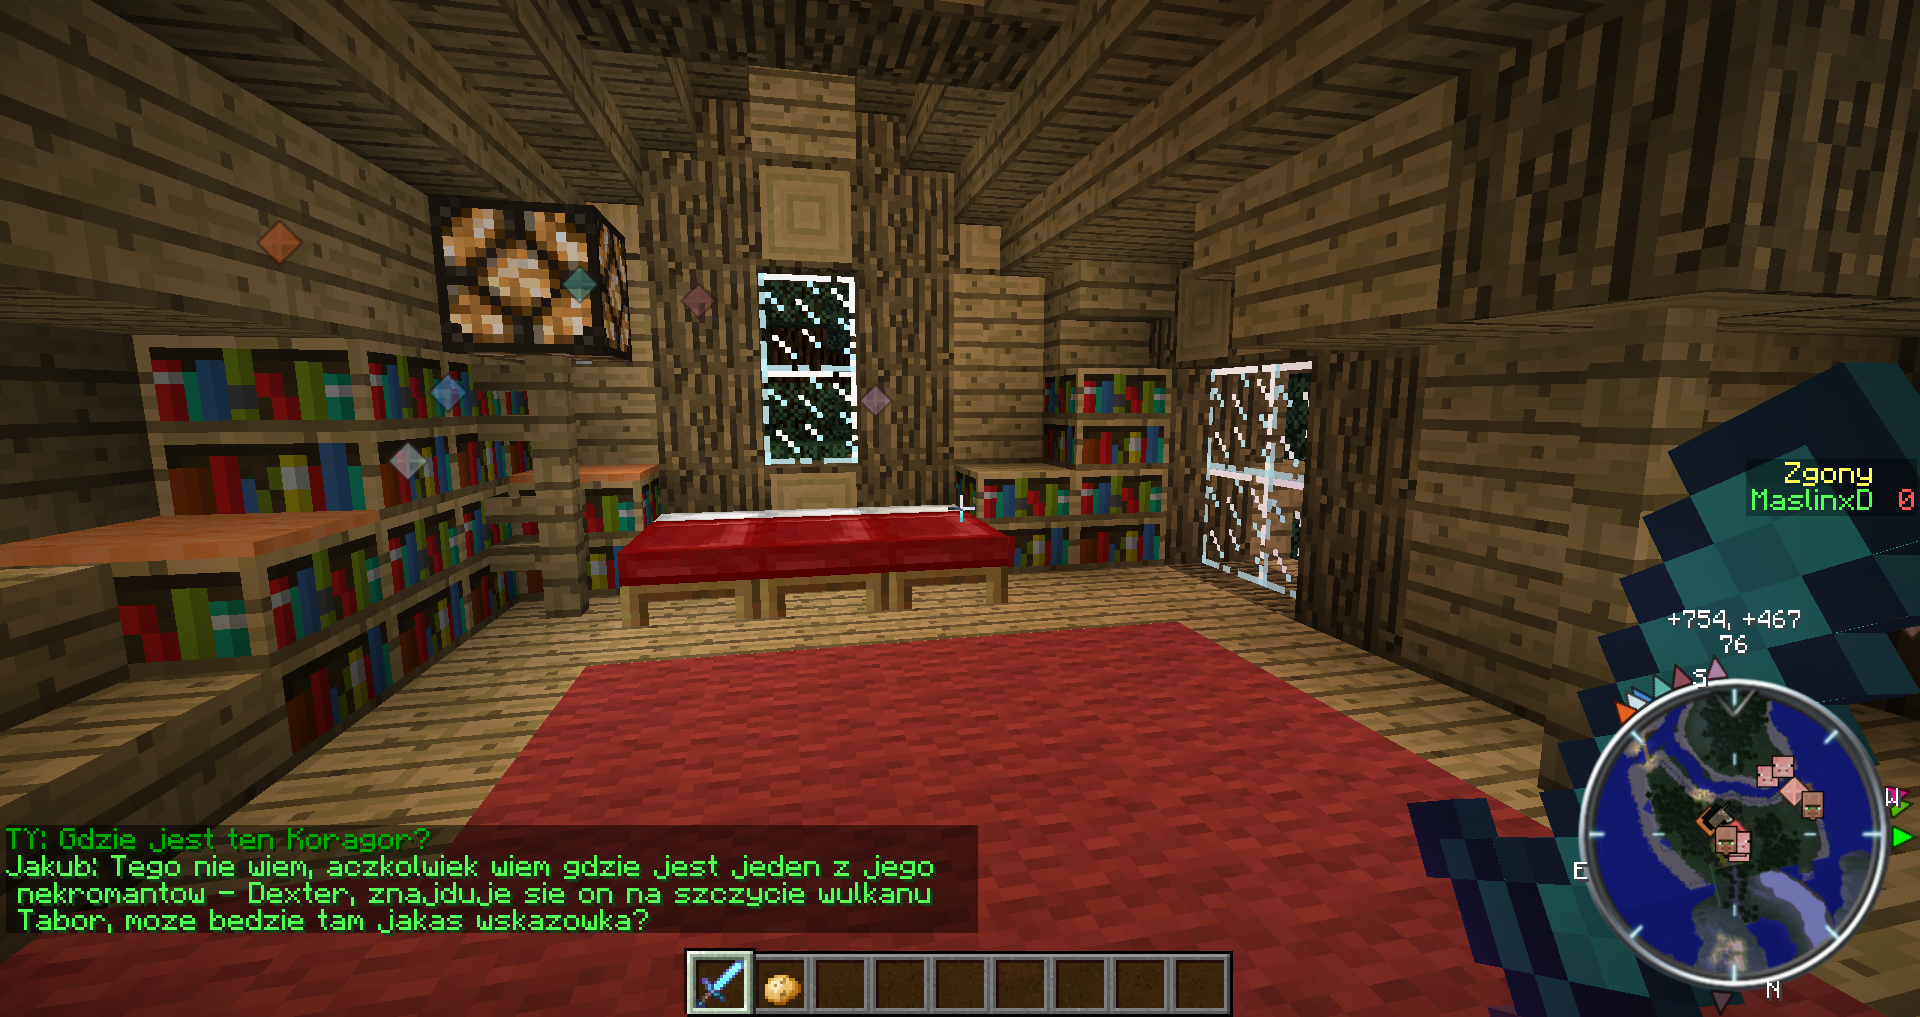 Zgony
MaslinxD 0
+754, +467
76
S
W
E
N
TY: Gdzie jest ten Koragor?
Jakub: Tego nie wiem, aczkolwiek wiem gdzie jest jeden z jego
nekromantow - Dexter, znajduje sie on na szczycie wulkanu
Tabor, moze bedzie tam jakas wskazowka?